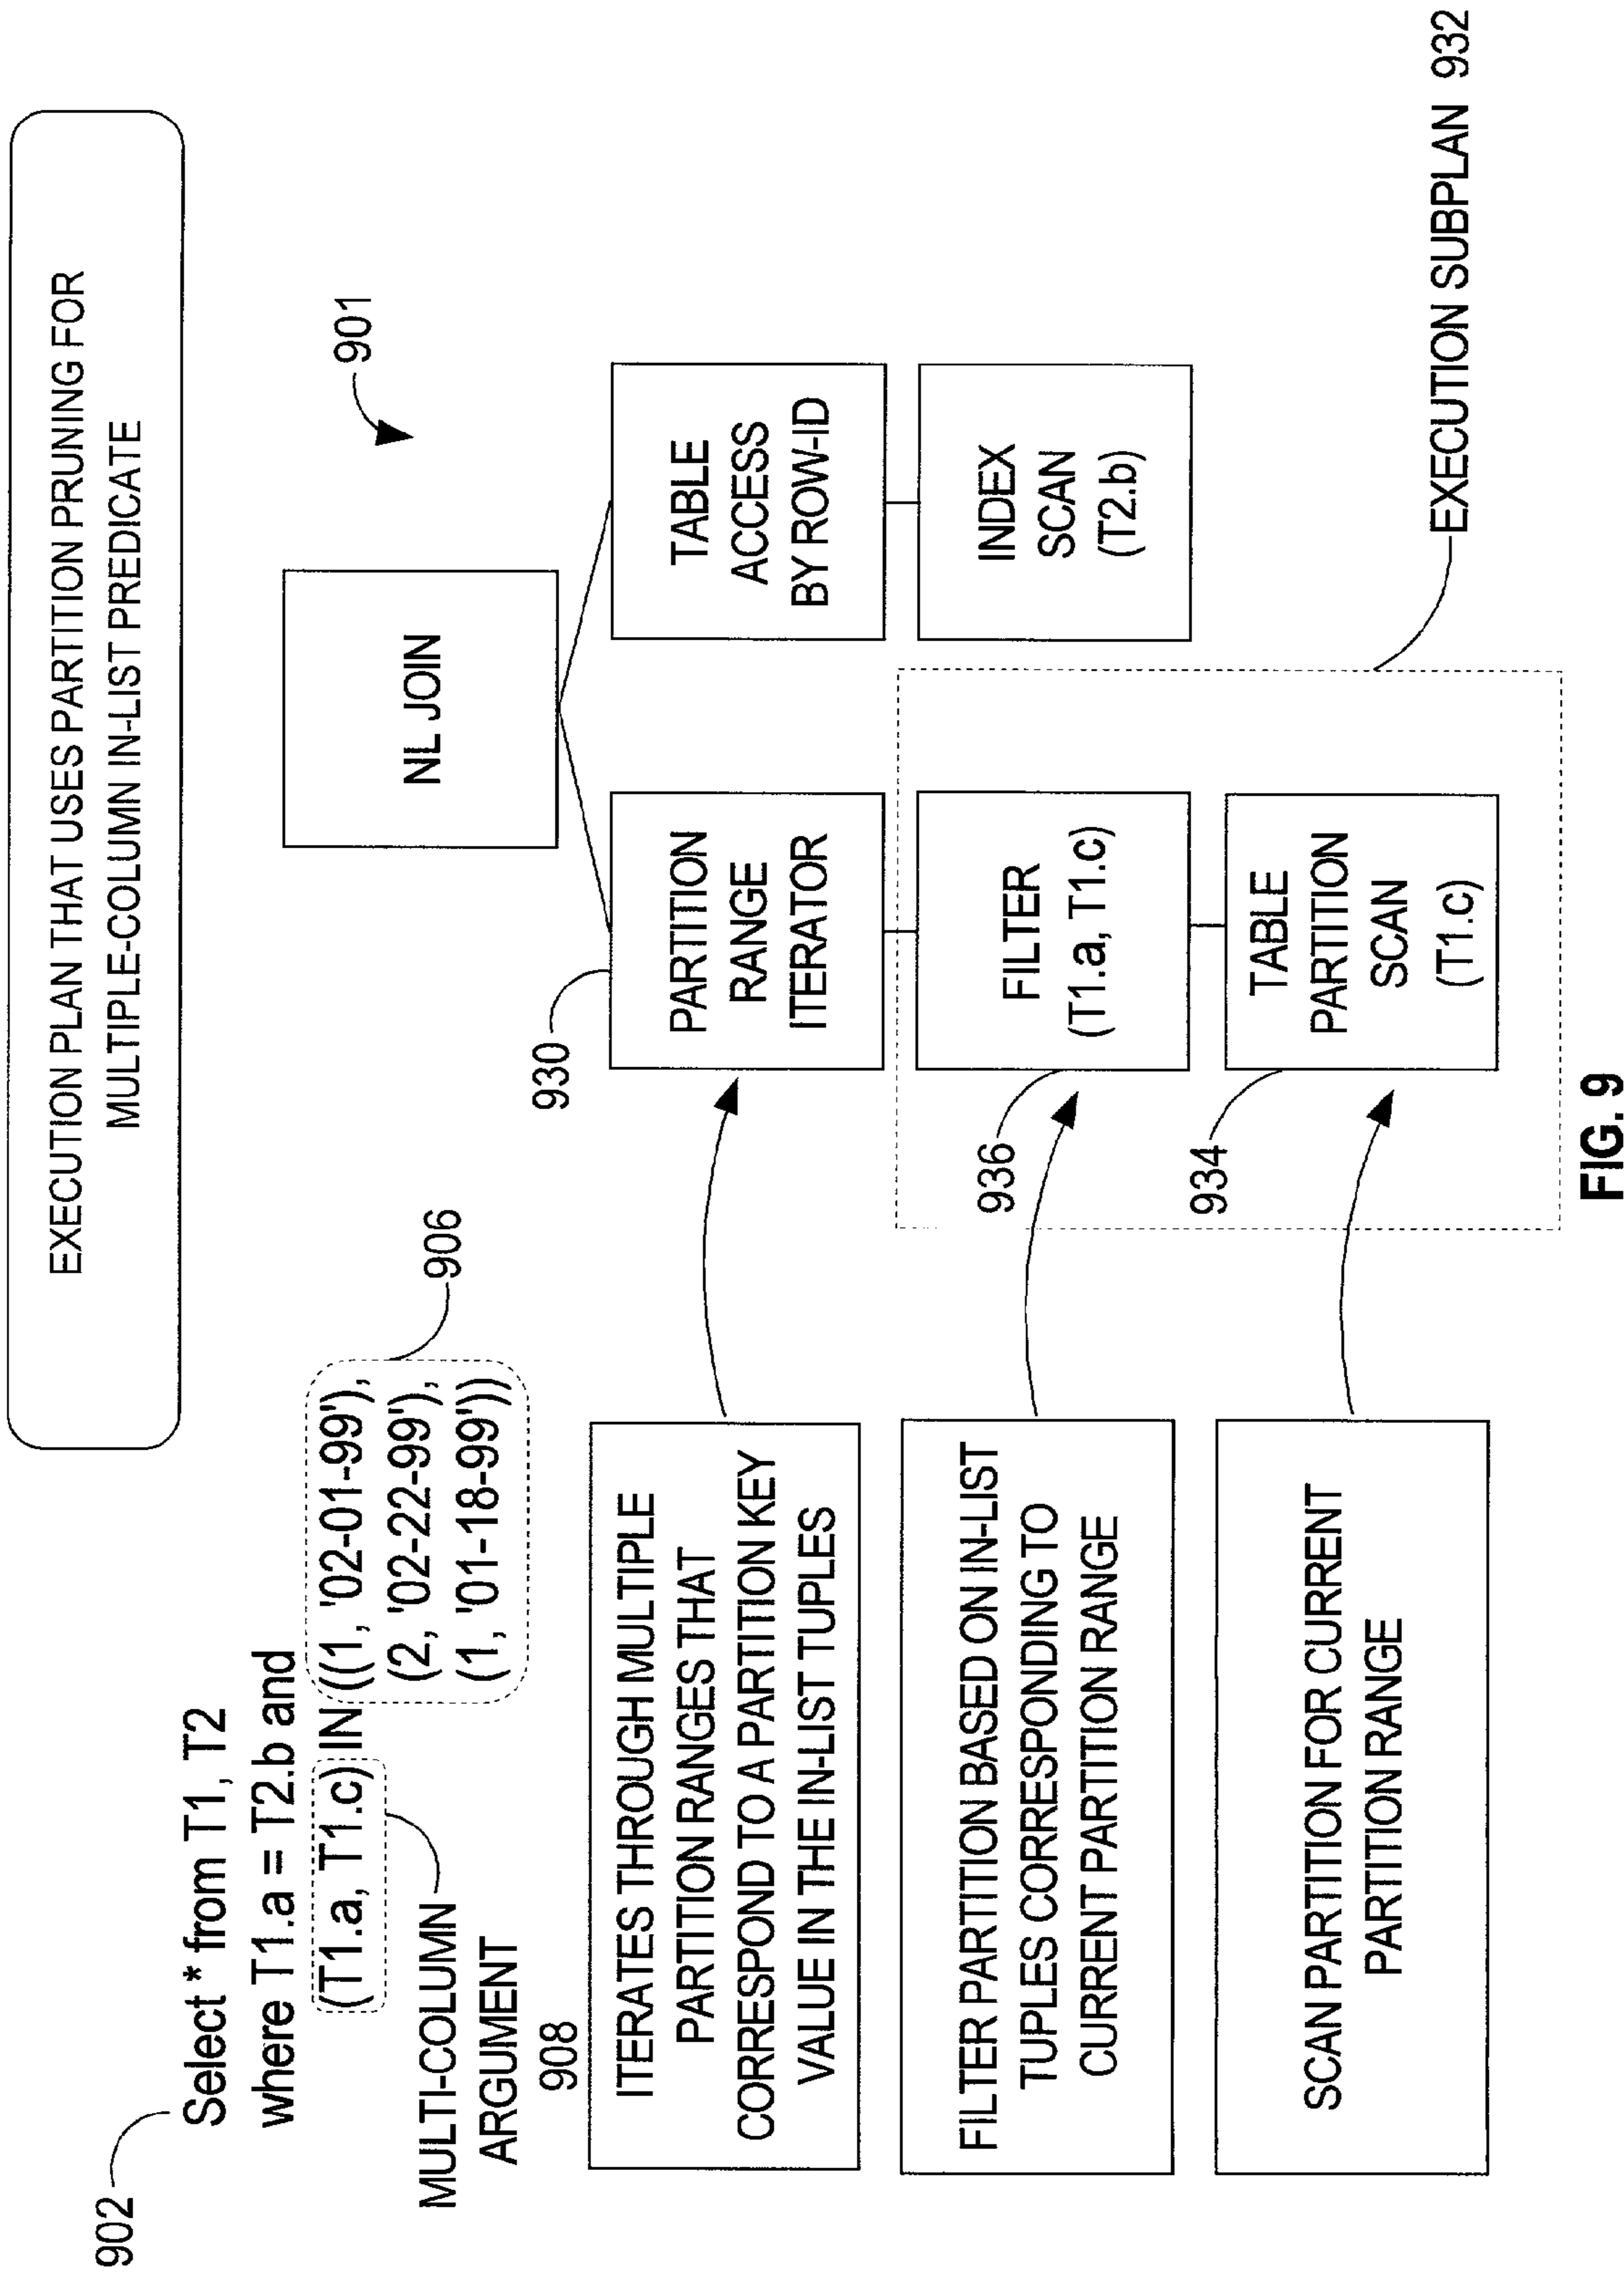 EXECUTION PLAN THAT USES PARTITION PRUNING FOR
MULTIPLE-COLUMN IN-LIST PREDICATE
902
Select * from T1, T2
where T1.a = T2.b and
(T1.a, T1.c) IN ((1, '02-01-99'),
(2, '02-22-99'),
(1, '01-18-99'))
906
MULTI-COLUMN
ARGUMENT
908
901
NL JOIN
930
PARTITION
RANGE
ITERATOR
TABLE
ACCESS
BY ROW-ID
ITERATES THROUGH MULTIPLE
PARTITION RANGES THAT
CORRESPOND TO A PARTITION KEY
VALUE IN THE IN-LIST TUPLES
936
FILTER
(T1.a, T1.c)
INDEX
SCAN
(T2.b)
FILTER PARTITION BASED ON IN-LIST
TUPLES CORRESPONDING TO
CURRENT PARTITION RANGE
934
TABLE
PARTITION
SCAN
(T1.c)
SCAN PARTITION FOR CURRENT
PARTITION RANGE
EXECUTION SUBPLAN 932
FIG. 9